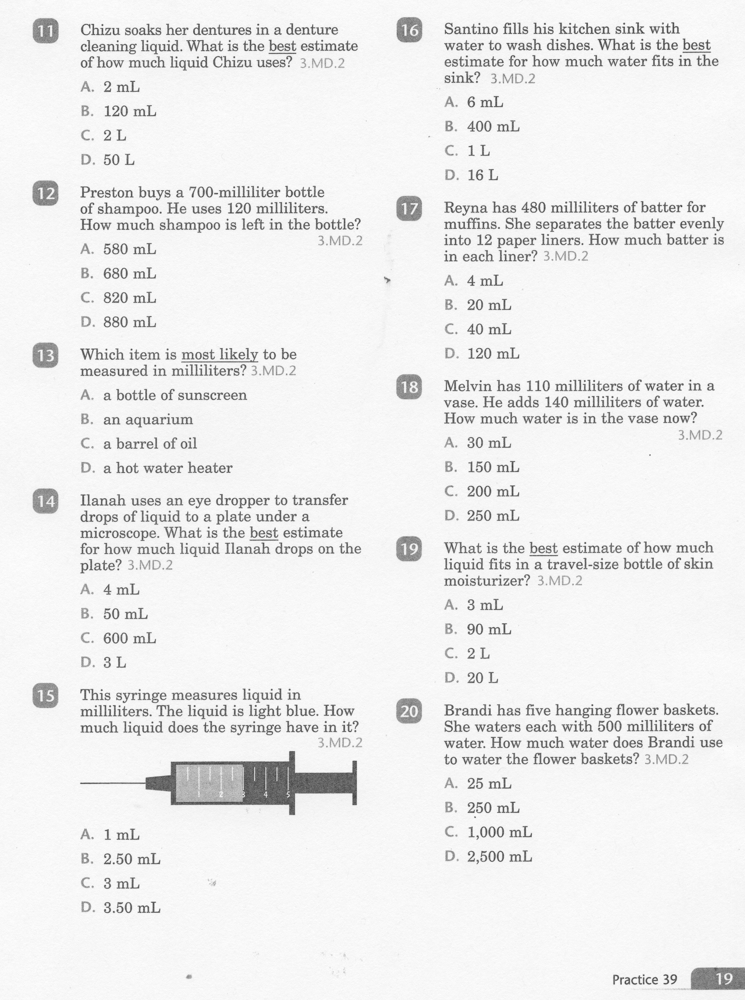 11 Chizu soaks her dentures in a denture
cleaning liquid. What is the best estimate
of how much liquid Chizu uses? 3.MD.2
A. 2 mL
B. 120 mL
C. 2 L
D. 50 L
12 Preston buys a 700-milliliter bottle
of shampoo. He uses 120 milliliters.
How much shampoo is left in the bottle?
3.MD.2
A. 580 mL
B. 680 mL
C. 820 mL
D. 880 mL
13 Which item is most likely to be
measured in milliliters? 3.MD.2
A. a bottle of sunscreen
B. an aquarium
C. a barrel of oil
D. a hot water heater
14 Ilanah uses an eye dropper to transfer
drops of liquid to a plate under a
microscope. What is the best estimate
for how much liquid Ilanah drops on the
plate? 3.MD.2
A. 4 mL
B. 50 mL
C. 600 mL
D. 3 L
15 This syringe measures liquid in
milliliters. The liquid is light blue. How
much liquid does the syringe have in it?
3.MD.2
1 2 3 4 5
A. 1 mL
B. 2.50 mL
C. 3 mL
D. 3.50 mL
16 Santino fills his kitchen sink with
water to wash dishes. What is the best
estimate for how much water fits in the
sink? 3.MD.2
A. 6 mL
B. 400 mL
C. 1 L
D. 16 L
17 Reyna has 480 milliliters of batter for
muffins. She separates the batter evenly
into 12 paper liners. How much batter is
in each liner? 3.MD.2
A. 4 mL
B. 20 mL
C. 40 mL
D. 120 mL
18 Melvin has 110 milliliters of water in a
vase. He adds 140 milliliters of water.
How much water is in the vase now?
3.MD.2
A. 30 mL
B. 150 mL
C. 200 mL
D. 250 mL
19 What is the best estimate of how much
liquid fits in a travel-size bottle of skin
moisturizer? 3.MD.2
A. 3 mL
B. 90 mL
C. 2 L
D. 20 L
20 Brandi has five hanging flower baskets.
She waters each with 500 milliliters of
water. How much water does Brandi use
to water the flower baskets? 3.MD.2
A. 25 mL
B. 250 mL
C. 1,000 mL
D. 2,500 mL
Practice 39 19